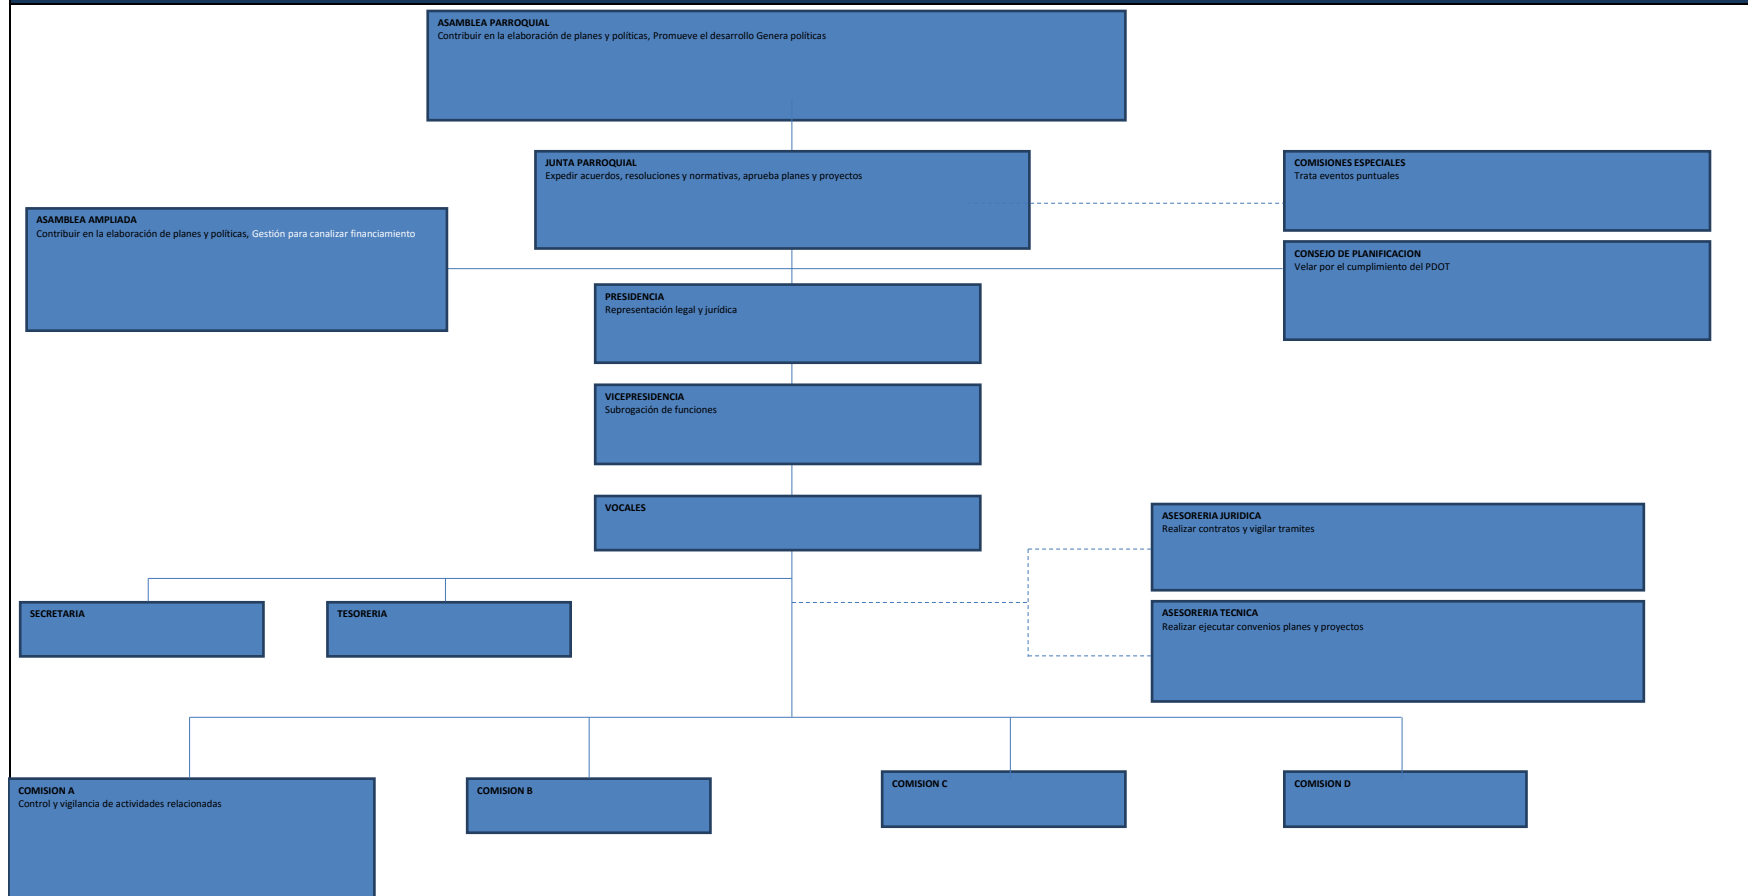 ASAMBLEA PARROQUIAL
Contribuir en la elaboración de planes y políticas, Promueve el desarrollo Genera políticas
JUNTA PARROQUIAL
Expedir acuerdos, resoluciones y normativas, aprueba planes y proyectos
COMISIONES ESPECIALES
Trata eventos puntuales
ASAMBLEA AMPLIADA
Contribuir en la elaboración de planes y políticas, Gestión para canalizar financiamiento
CONSEJO DE PLANIFICACION
Velar por el cumplimiento del PDOT
PRESIDENCIA
Representación legal y jurídica
VICEPRESIDENCIA
Subrogación de funciones
VOCALES
ASESORERIA JURIDICA
Realizar contratos y vigilar tramites
SECRETARIA
TESORERIA
ASESORERIA TECNICA
Realizar ejecutar convenios planes y proyectos
COMISION A
Control y vigilancia de actividades relacionadas
COMISION B
COMISION C
COMISION D